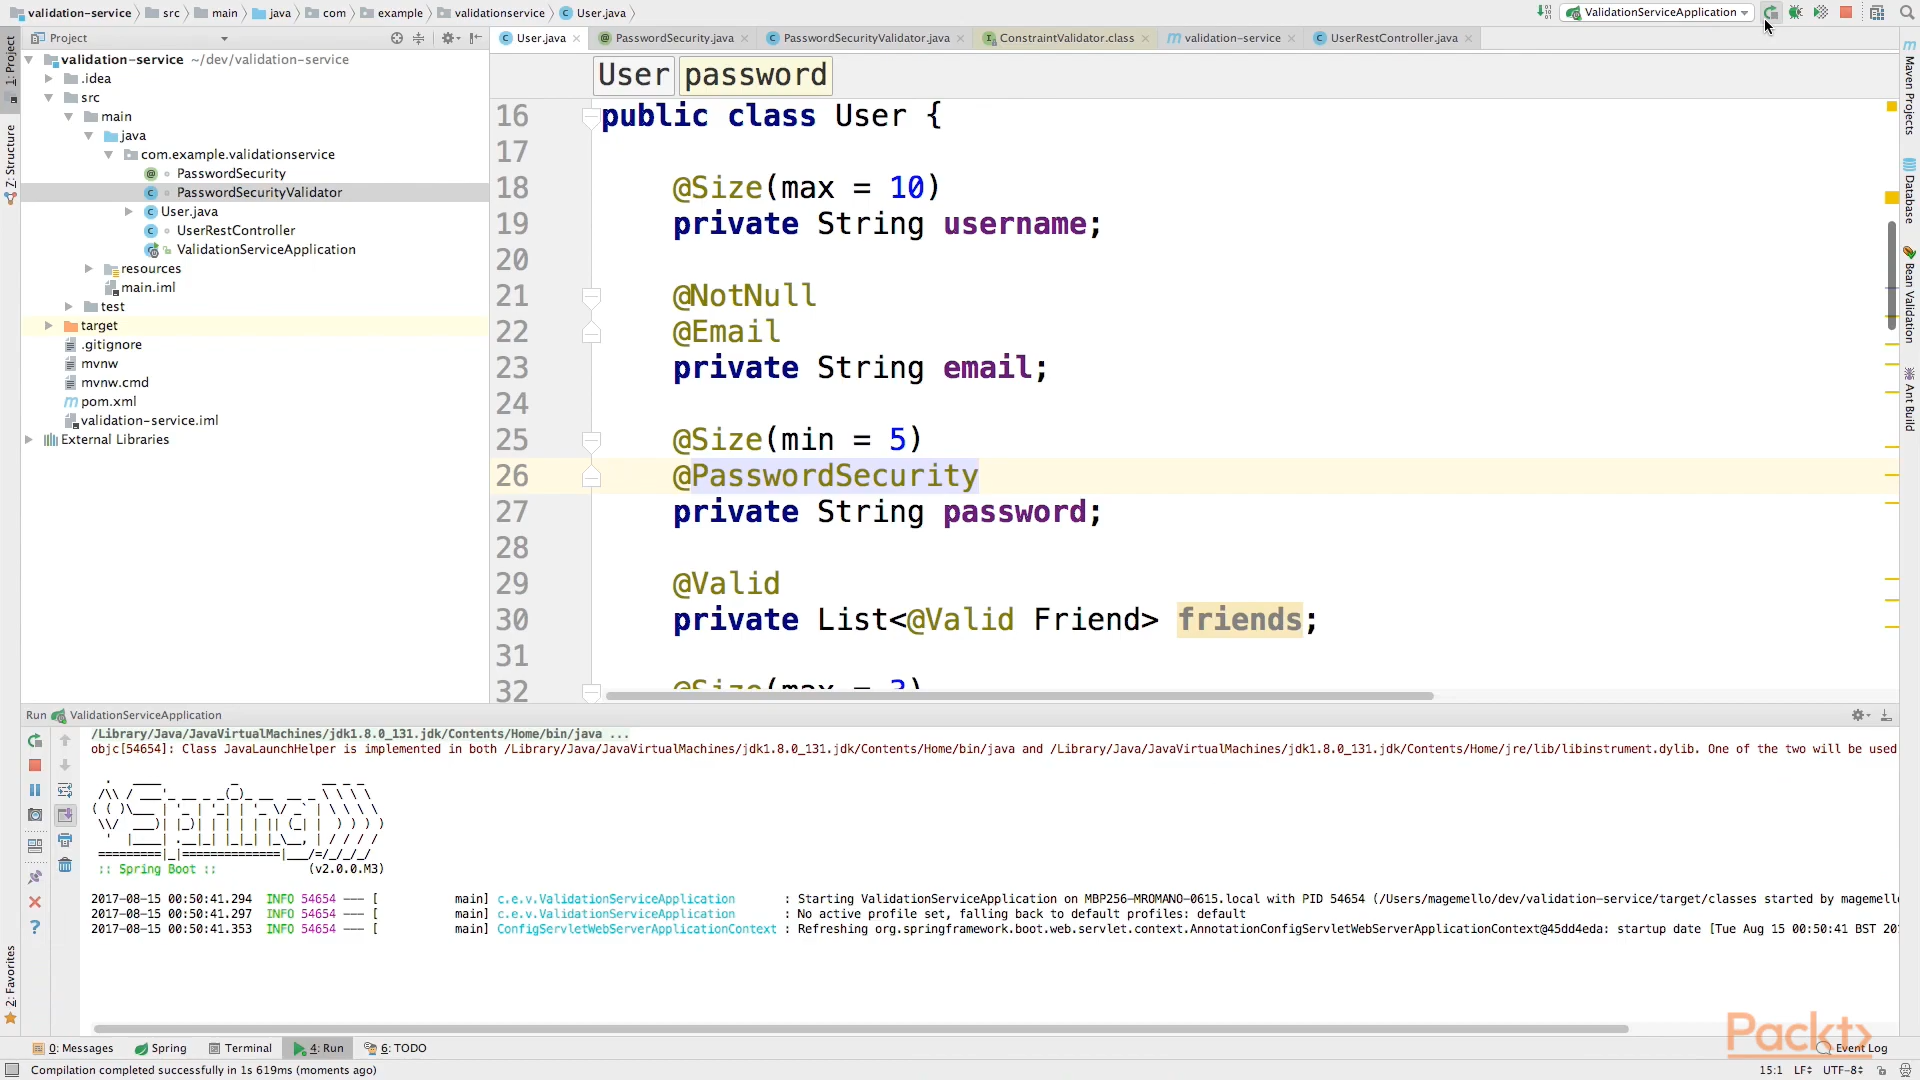 validation-service src main java com example validationservice User.java ValidationServiceApplication
1: Project
Project
User.java PasswordSecurity.java PasswordSecurityValidator.java ConstraintValidator.class validation-service UserRestController.java
validation-service ~/dev/validation-service
.idea
src
main
java
com.example.validationservice
PasswordSecurity
PasswordSecurityValidator
User.java
UserRestController
ValidationServiceApplication
resources
main.iml
test
target
.gitignore
mvnw
mvnw.cmd
pom.xml
validation-service.iml
External Libraries
Z: Structure
2: Favorites
User password
16 public class User {
17
18 @Size(max = 10)
19 private String username;
20
21 @NotNull
22 @Email
23 private String email;
24
25 @Size(min = 5)
26 @PasswordSecurity
27 private String password;
28
29 @Valid
30 private List<@Valid Friend> friends;
31
32 @Size(max = 3)
Maven Projects
Database
Bean Validation
Ant Build
Run ValidationServiceApplication
/Library/Java/JavaVirtualMachines/jdk1.8.0_131.jdk/Contents/Home/bin/java ...
objc[54654]: Class JavaLaunchHelper is implemented in both /Library/Java/JavaVirtualMachines/jdk1.8.0_131.jdk/Contents/Home/bin/java and /Library/Java/JavaVirtualMachines/jdk1.8.0_131.jdk/Contents/Home/jre/lib/libinstrument.dylib. One of the two will be used
:: Spring Boot :: (v2.0.0.M3)
2017-08-15 00:50:41.294 INFO 54654 --- [ main] c.e.v.ValidationServiceApplication : Starting ValidationServiceApplication on MBP256-MROMANO-0615.local with PID 54654 (/Users/magemello/dev/validation-service/target/classes started by magemello
2017-08-15 00:50:41.297 INFO 54654 --- [ main] c.e.v.ValidationServiceApplication : No active profile set, falling back to default profiles: default
2017-08-15 00:50:41.353 INFO 54654 --- [ main] ConfigServletWebServerApplicationContext : Refreshing org.springframework.boot.web.servlet.context.AnnotationConfigServletWebServerApplicationContext@45dd4eda: startup date [Tue Aug 15 00:50:41 BST 20
Packt>
0: Messages Spring Terminal 4: Run 6: TODO Event Log
Compilation completed successfully in 1s 619ms (moments ago) 15:1 LF UTF-8